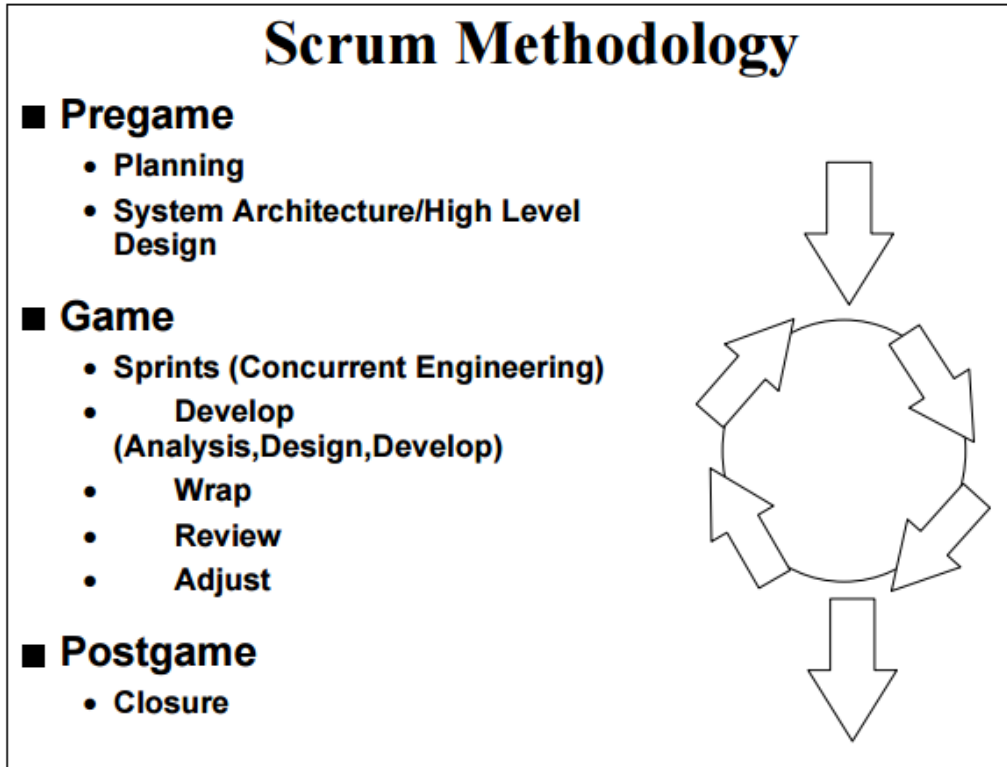 Scrum Methodology
■ Pregame
• Planning
• System Architecture/High Level
Design
■ Game
• Sprints (Concurrent Engineering)
• Develop
(Analysis,Design,Develop)
• Wrap
• Review
• Adjust
■ Postgame
• Closure